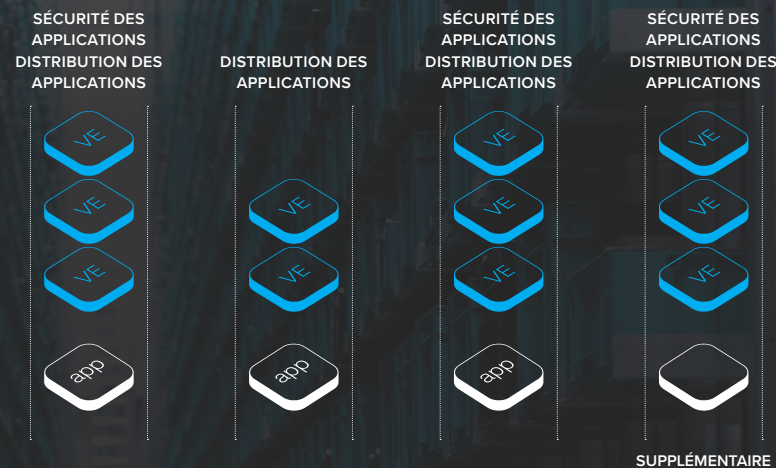 SÉCURITÉ DES
APPLICATIONS
DISTRIBUTION DES
APPLICATIONS
VE
VE
VE
app
DISTRIBUTION DES
APPLICATIONS
VE
VE
app
SÉCURITÉ DES
APPLICATIONS
DISTRIBUTION DES
APPLICATIONS
VE
VE
VE
app
SÉCURITÉ DES
APPLICATIONS
DISTRIBUTION DES
APPLICATIONS
VE
VE
VE
SUPPLÉMENTAIRE